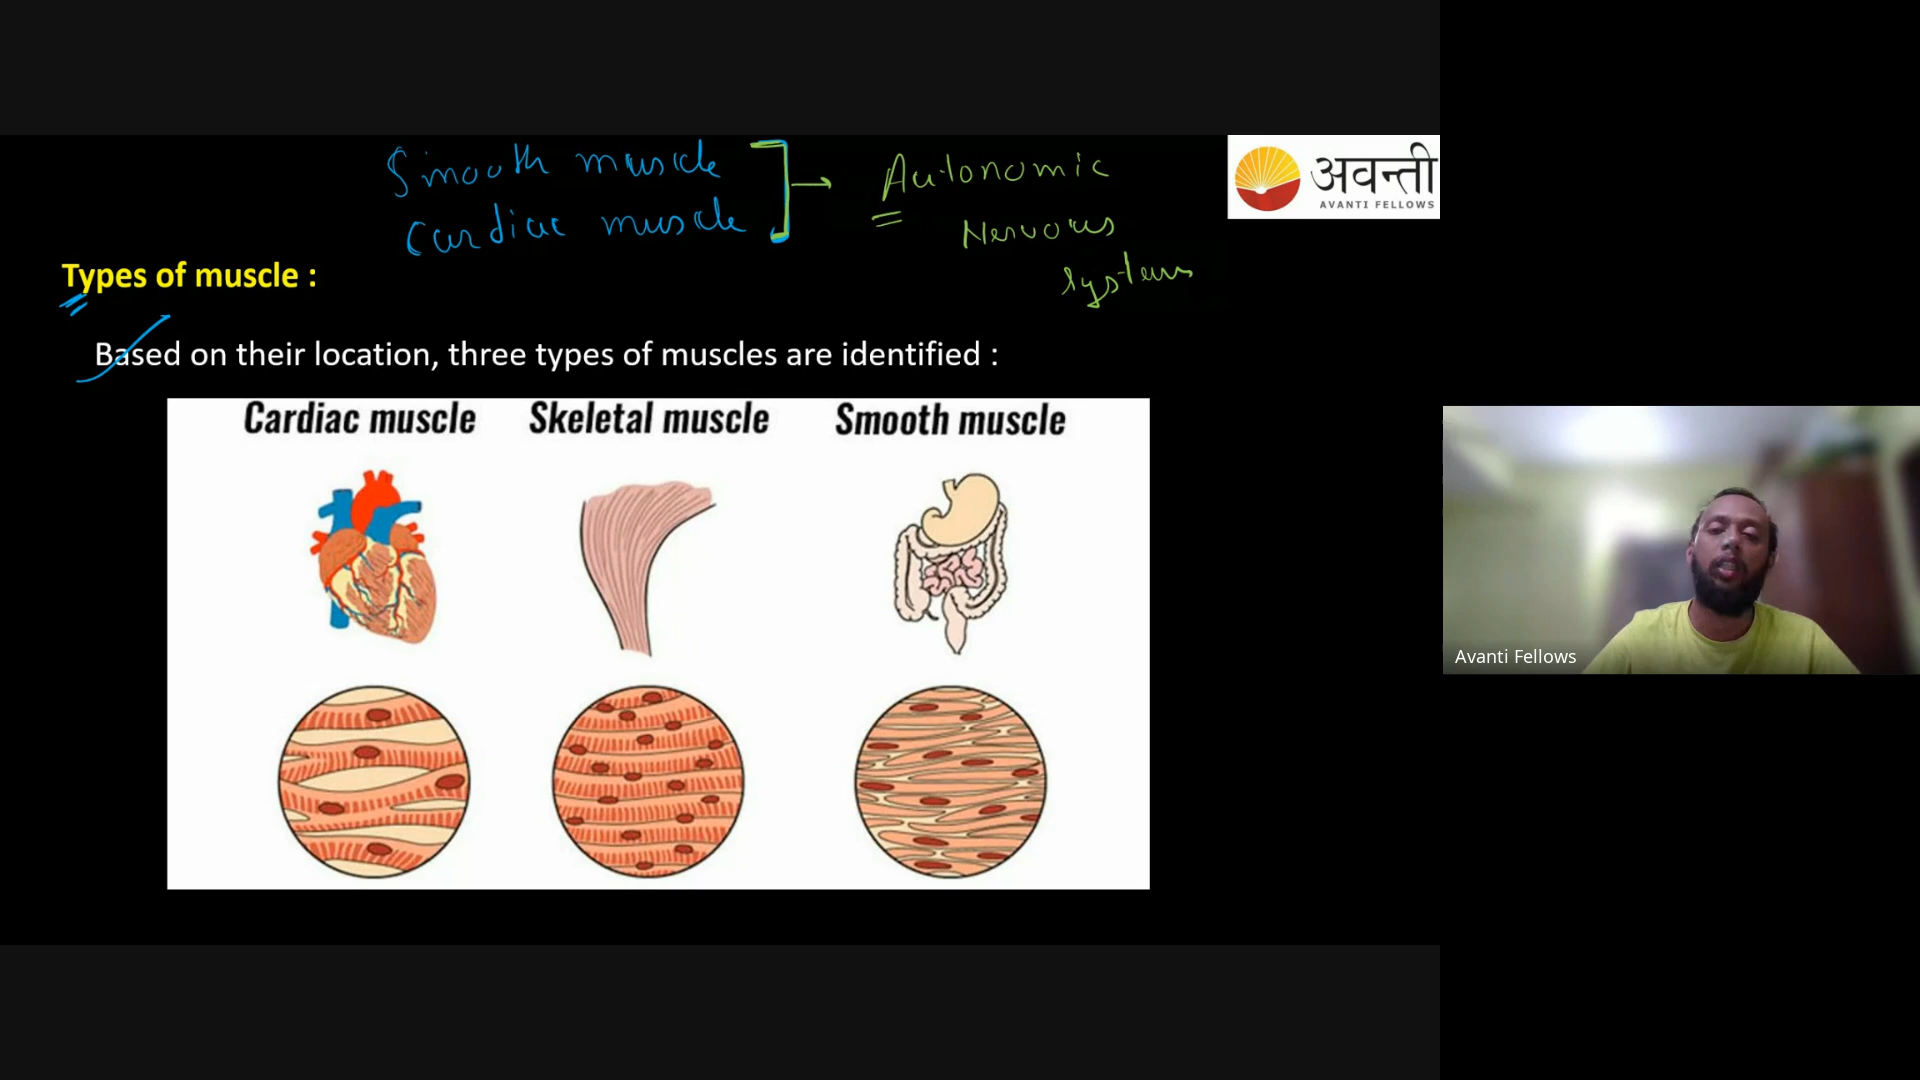 Smooth muscle
Cardiac muscle
Autonomic
Nervous
System
अवन्ती
AVANTI FELLOWS
Types of muscle :
Based on their location, three types of muscles are identified :
Cardiac muscle
Skeletal muscle
Smooth muscle
Avanti Fellows